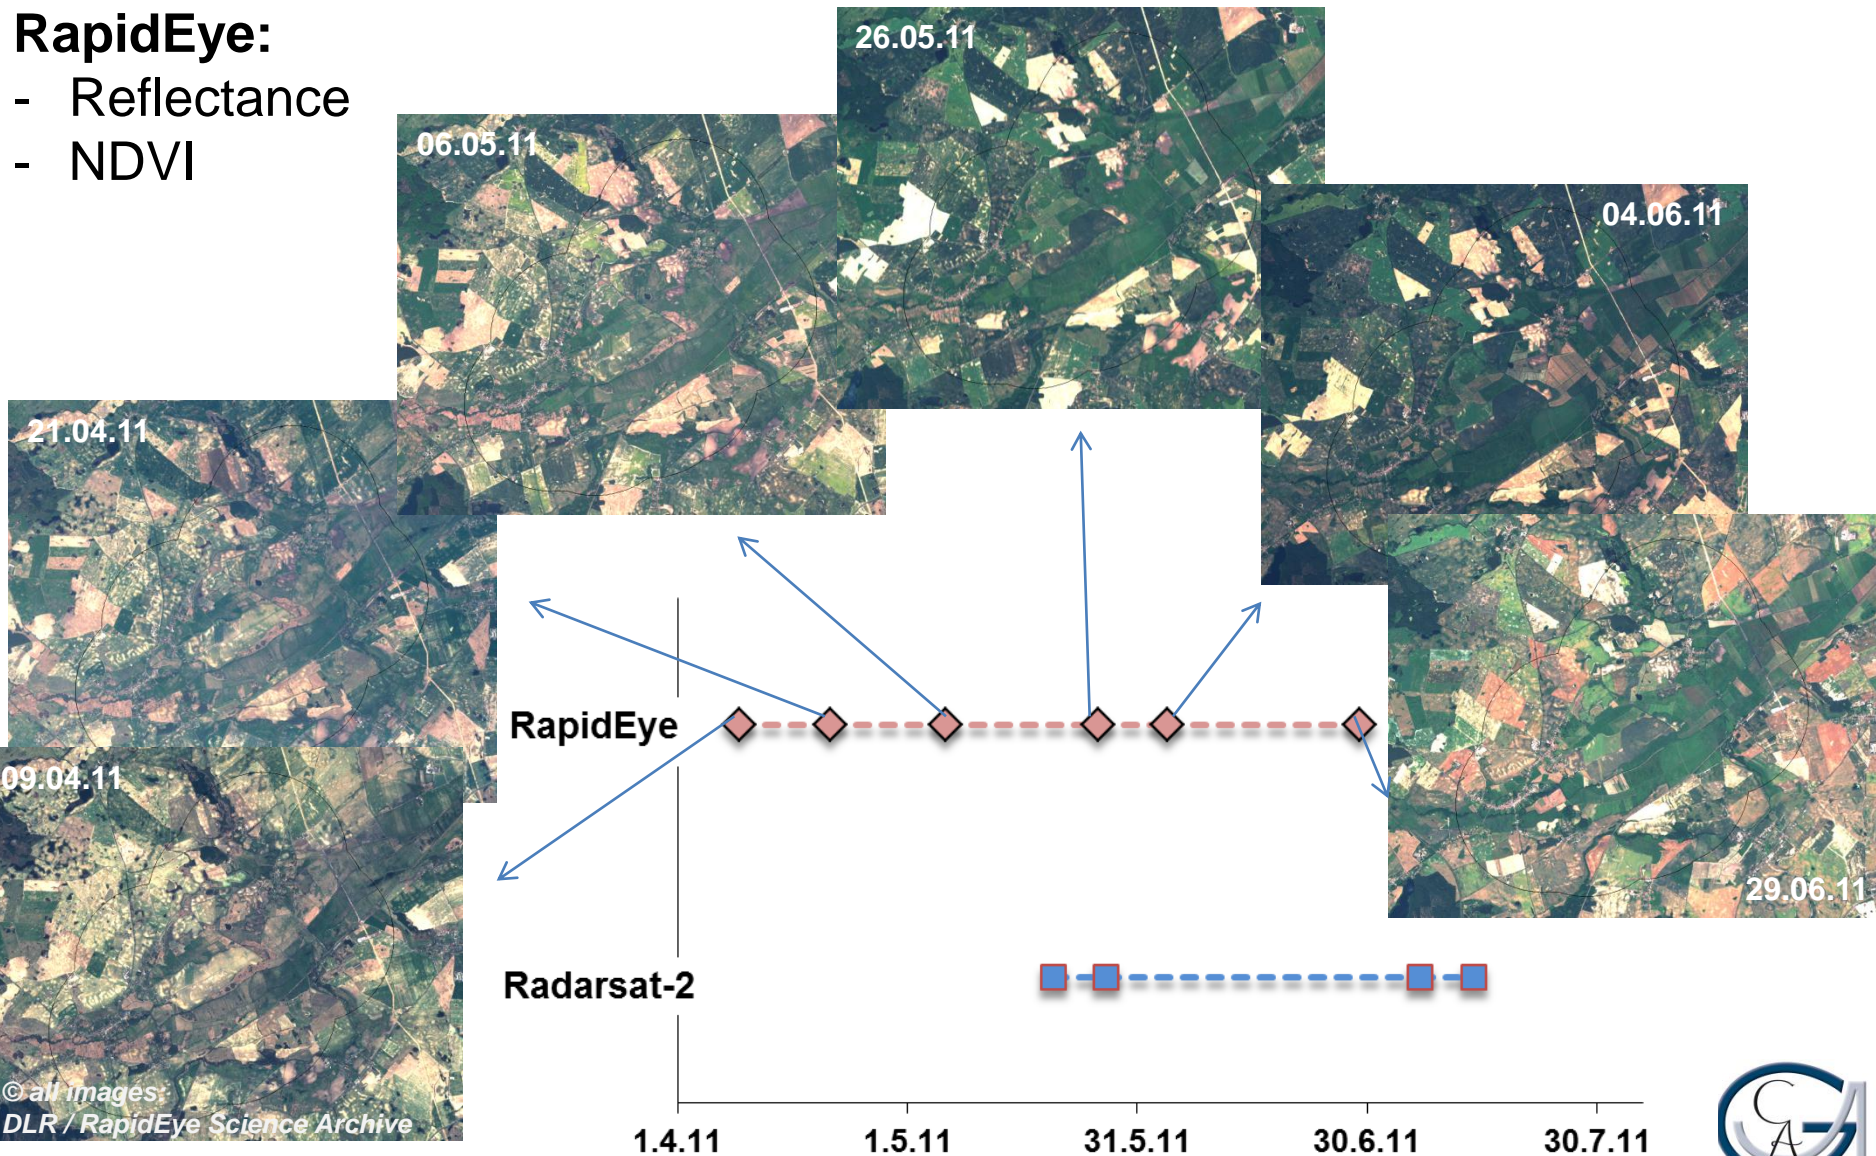 RapidEye:
- Reflectance
- NDVI
26.05.11
06.05.11
04.06.11
21.04.11
09.04.11
29.06.11
RapidEye
Radarsat-2
© all images:
DLR / RapidEye Science Archive
1.4.11 1.5.11 31.5.11 30.6.11 30.7.11